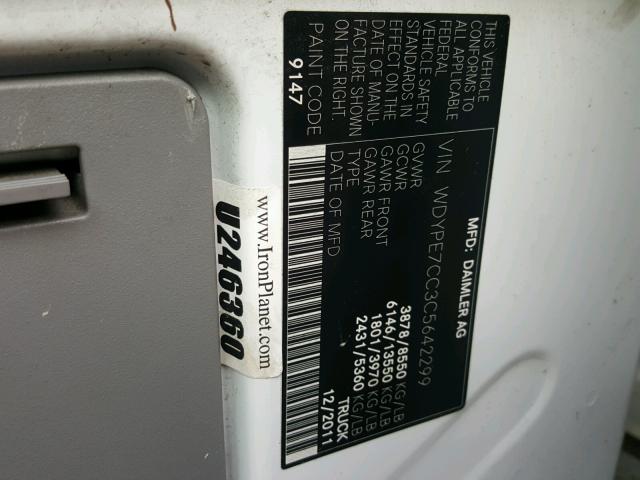 MFD: DAIMLER AG
VIN WDYPE7CC3C5642299
GVWR 3878/8550 KG/LB
GCWR 6146/13550 KG/LB
GAWR FRONT 1801/3970 KG/LB
GAWR REAR 2431/5360 KG/LB
TYPE TRUCK
DATE OF MFD 12/2011
THIS VEHICLE
CONFORMS TO
ALL APPLICABLE
FEDERAL
VEHICLE SAFETY
STANDARDS IN
EFFECT ON THE
DATE OF MANU-
FACTURE SHOWN
ON THE RIGHT.
PAINT CODE
9147
www.IronPlanet.com
U246360